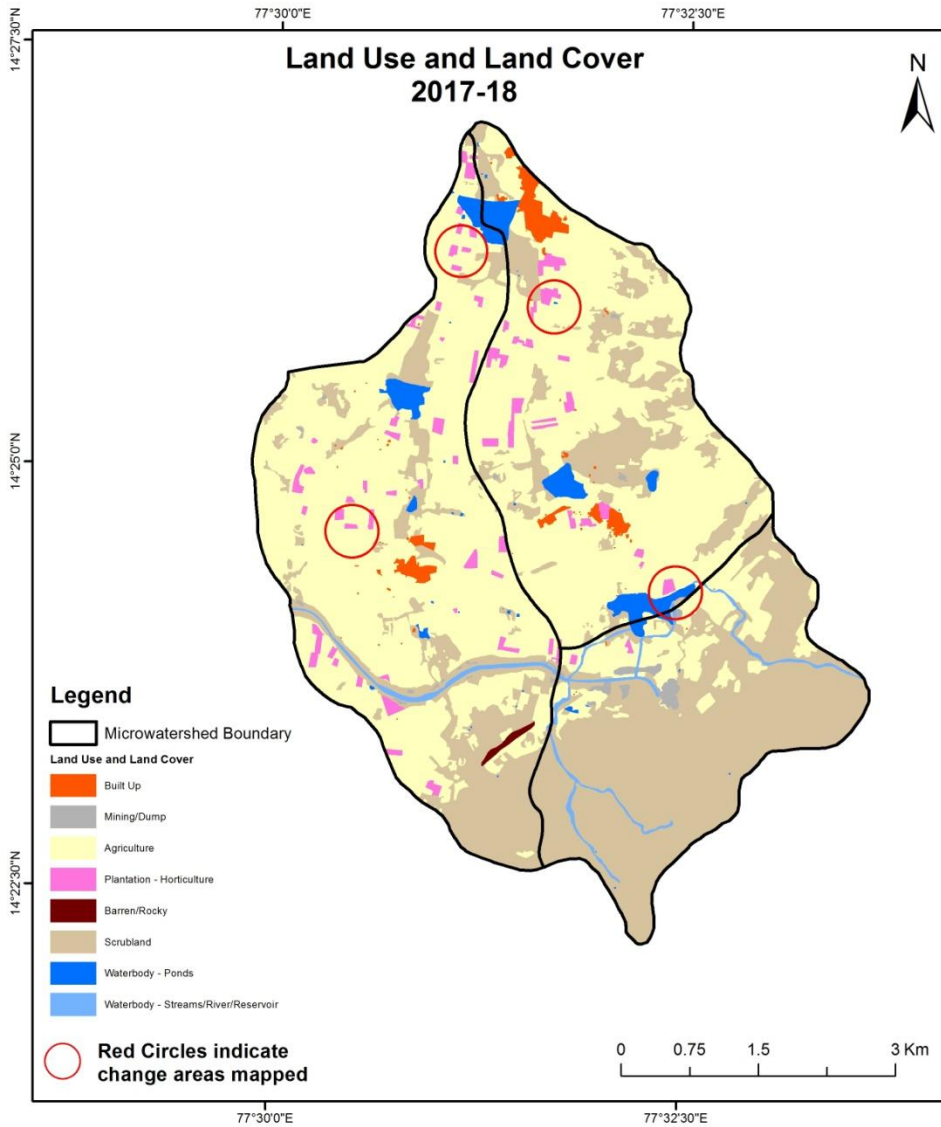 77°30'0"E
77°32'30"E
14°27'30"N
Land Use and Land Cover
2017-18
N
14°25'0"N
14°22'30"N
Legend
Microwatershed Boundary
Land Use and Land Cover
Built Up
Mining/Dump
Agriculture
Plantation - Horticulture
Barren/Rocky
Scrubland
Waterbody - Ponds
Waterbody - Streams/River/Reservoir
Red Circles indicate
change areas mapped
0 0.75 1.5 3 Km
77°30'0"E
77°32'30"E